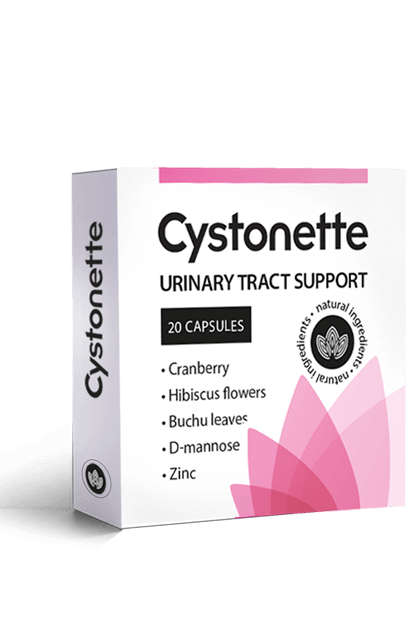 Cystonette
Cystonette
URINARY TRACT SUPPORT
20 CAPSULES
natural ingredients • natural ingredients •
• Cranberry
• Hibiscus flowers
• Buchu leaves
• D-mannose
• Zinc